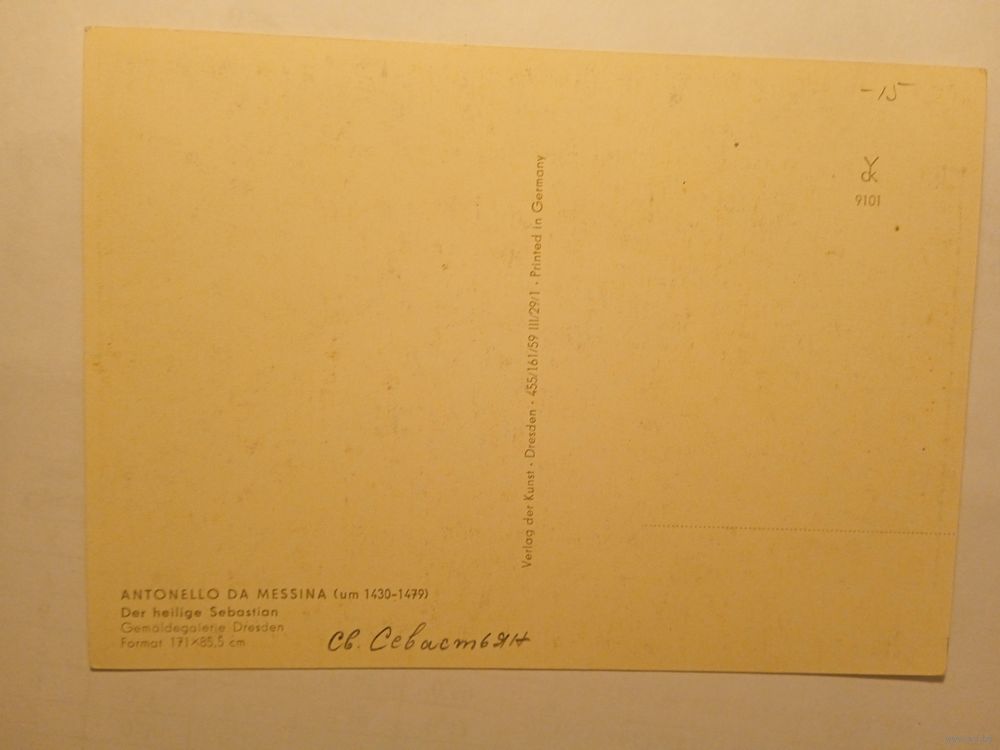 -15
9101
Verlag der Kunst · Dresden · 455/161/59 III/29/1 · Printed in Germany
ANTONELLO DA MESSINA (um 1430-1479)
Der heilige Sebastian
Gemäldegalerie Dresden
Format 171×85,5 cm
Св. Севастьян